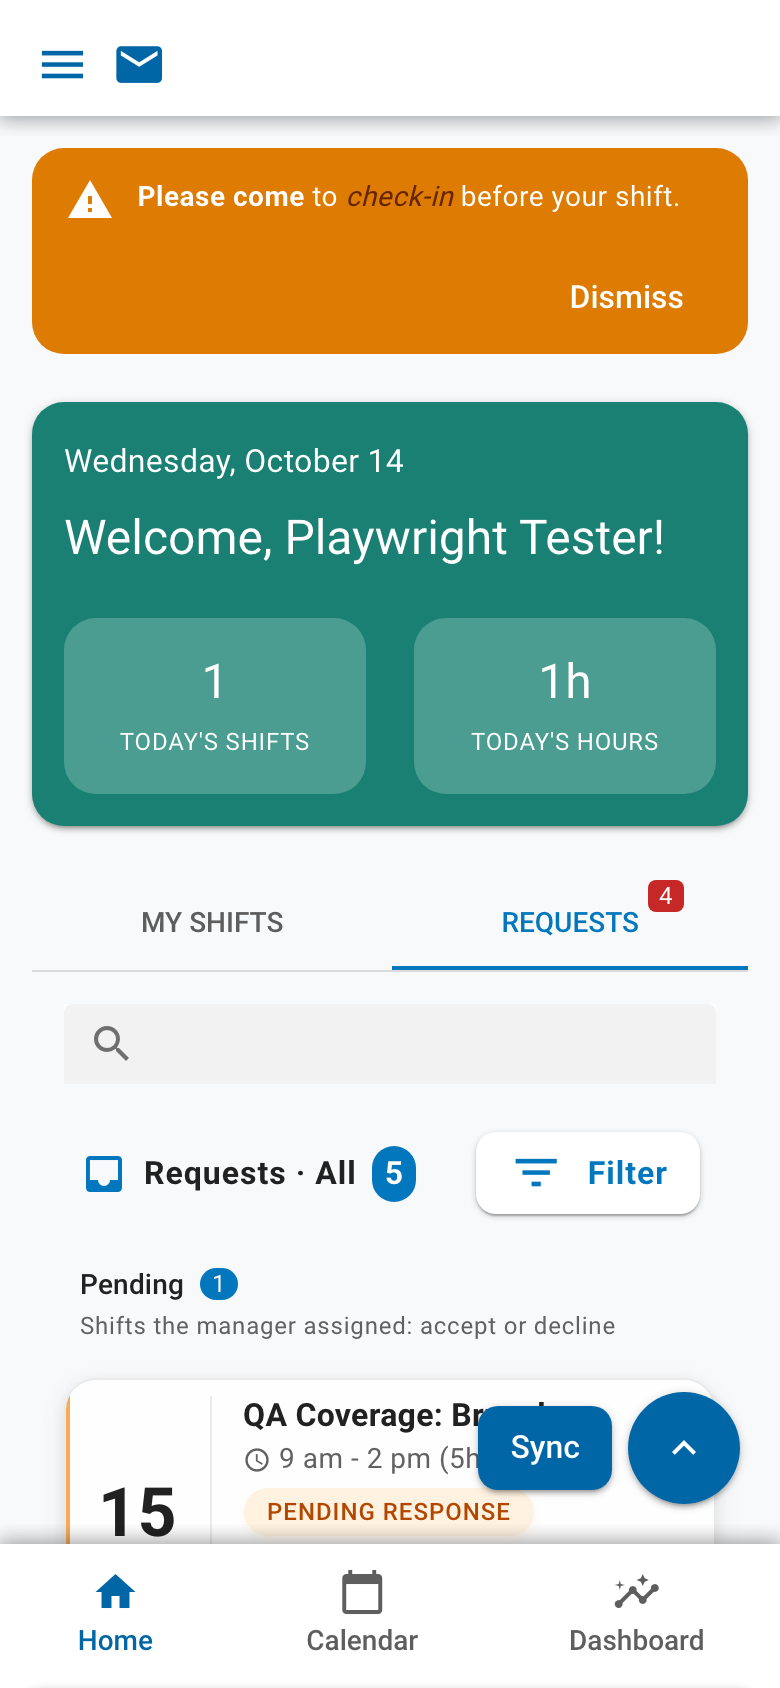 Please come to check-in before your shift.
Dismiss
Wednesday, October 14
Welcome, Playwright Tester!
1
TODAY'S SHIFTS
1h
TODAY'S HOURS
MY SHIFTS
REQUESTS
4
Requests · All 5
Filter
Pending 1
Shifts the manager assigned: accept or decline
QA Coverage:
9 am - 2 pm (5h
Sync
15
PENDING RESPONSE
Home
Calendar
Dashboard